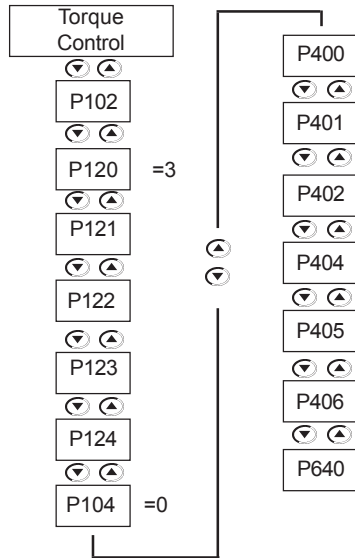 Torque
Control
P102
P120 =3
P121
P122
P123
P124
P104 =0
P400
P401
P402
P404
P405
P406
P640